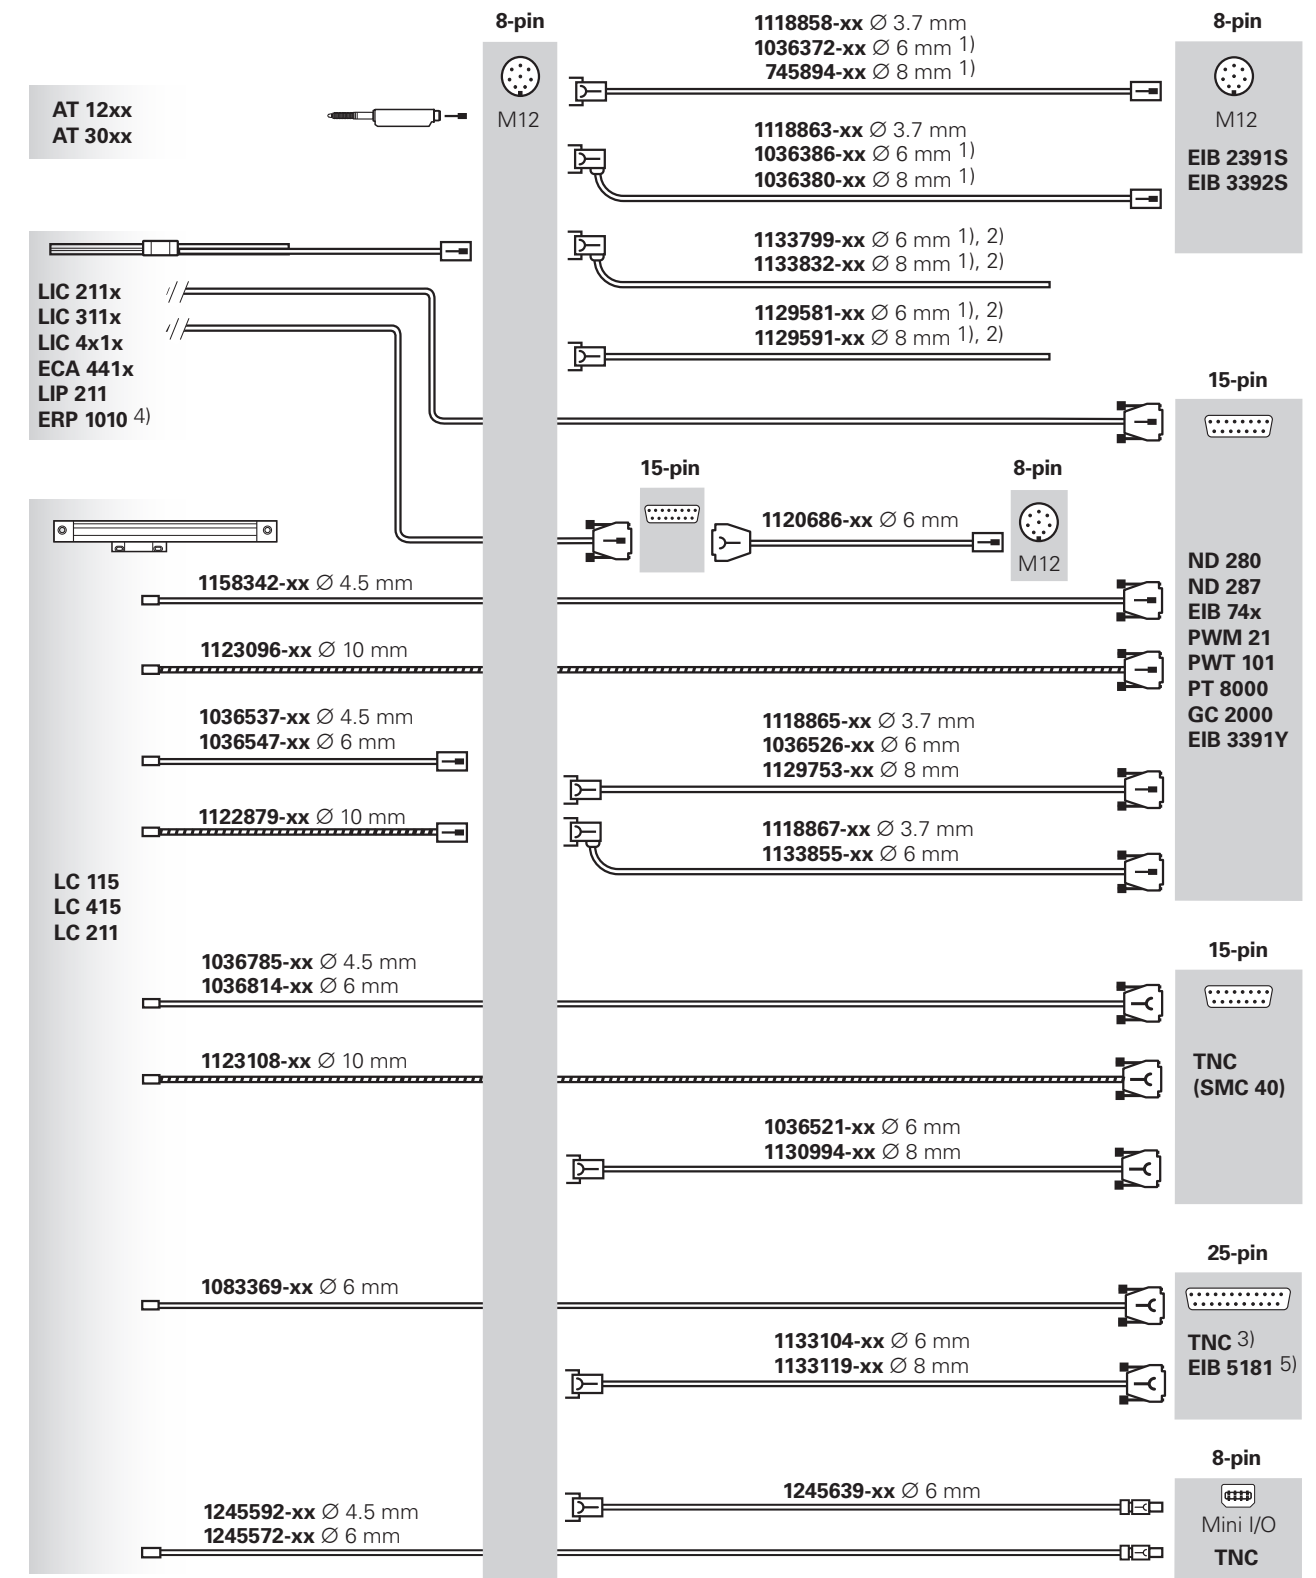 8-pin
M12
AT 12xx
AT 30xx
LIC 211x
LIC 311x
LIC 4x1x
ECA 441x
LIP 211
ERP 1010 4)
1118858-xx Ø 3.7 mm
1036372-xx Ø 6 mm 1)
745894-xx Ø 8 mm 1)
1118863-xx Ø 3.7 mm
1036386-xx Ø 6 mm 1)
1036380-xx Ø 8 mm 1)
1133799-xx Ø 6 mm 1), 2)
1133832-xx Ø 8 mm 1), 2)
1129581-xx Ø 6 mm 1), 2)
1129591-xx Ø 8 mm 1), 2)
8-pin
M12
EIB 2391S
EIB 3392S
15-pin
15-pin
1120686-xx Ø 6 mm
8-pin
M12
ND 280
ND 287
EIB 74x
PWM 21
PWT 101
PT 8000
GC 2000
EIB 3391Y
1158342-xx Ø 4.5 mm
1123096-xx Ø 10 mm
1036537-xx Ø 4.5 mm
1036547-xx Ø 6 mm
1118865-xx Ø 3.7 mm
1036526-xx Ø 6 mm
1129753-xx Ø 8 mm
1122879-xx Ø 10 mm
1118867-xx Ø 3.7 mm
1133855-xx Ø 6 mm
LC 115
LC 415
LC 211
1036785-xx Ø 4.5 mm
1036814-xx Ø 6 mm
15-pin
1123108-xx Ø 10 mm
TNC
(SMC 40)
1036521-xx Ø 6 mm
1130994-xx Ø 8 mm
25-pin
1083369-xx Ø 6 mm
1133104-xx Ø 6 mm
1133119-xx Ø 8 mm
TNC 3)
EIB 5181 5)
8-pin
1245639-xx Ø 6 mm
Mini I/O
TNC
1245592-xx Ø 4.5 mm
1245572-xx Ø 6 mm